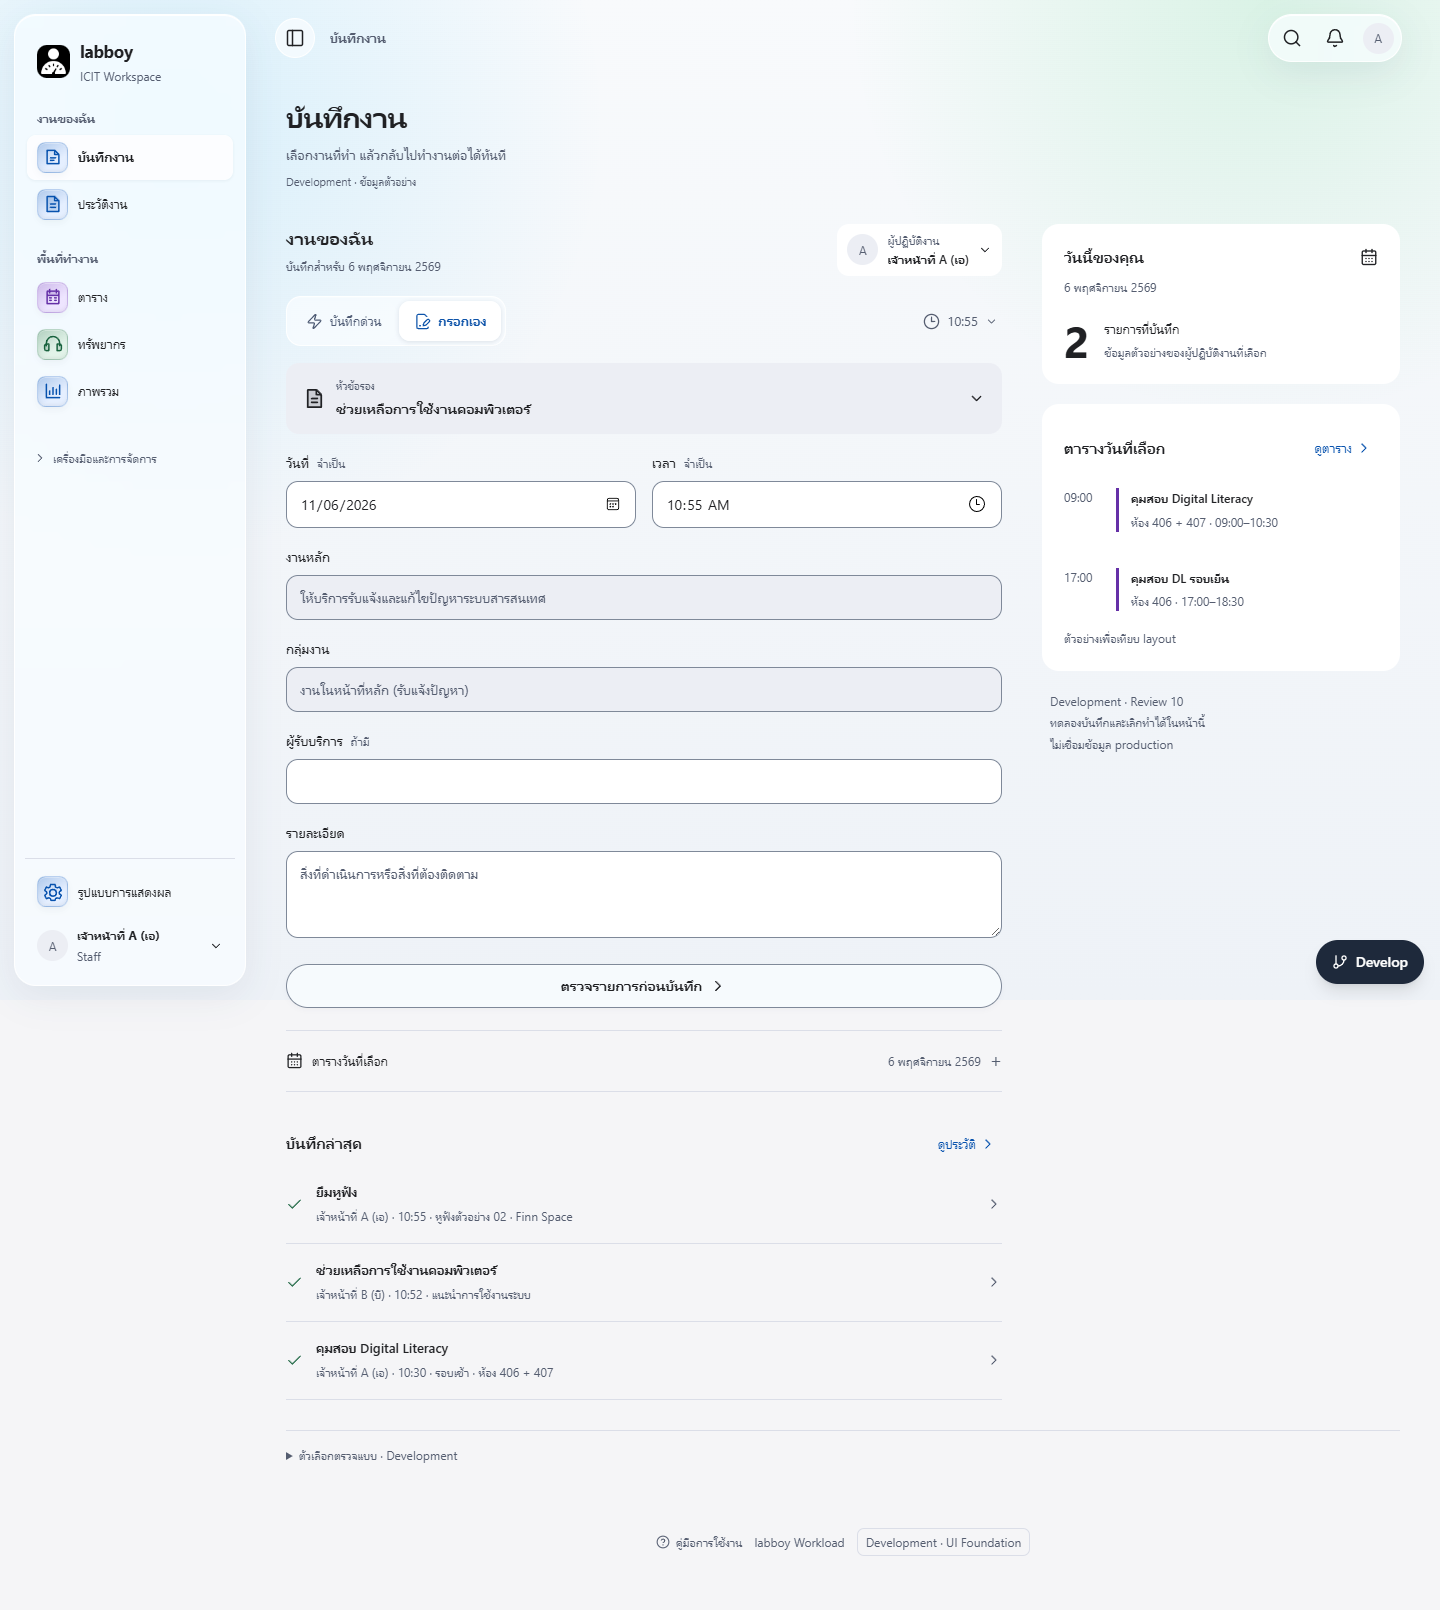 labboy
ICIT Workspace
งานของฉัน
บันทึกงาน
ประวัติงาน
พื้นที่ทำงาน
ตาราง
ทรัพยากร
ภาพรวม
เครื่องมือและการจัดการ
รูปแบบการแสดงผล
A
เจ้าหน้าที่ A (เอ)
Staff
บันทึกงาน
A
บันทึกงาน
เลือกงานที่ทำ แล้วกลับไปทำงานต่อได้ทันที
Development · ข้อมูลตัวอย่าง
งานของฉัน
บันทึกสำหรับ 6 พฤศจิกายน 2569
A
ผู้ปฏิบัติงาน
เจ้าหน้าที่ A (เอ)
บันทึกด่วน
กรอกเอง
10:55
หัวข้อรอง
ช่วยเหลือการใช้งานคอมพิวเตอร์
วันที่ จำเป็น
11/06/2026
เวลา จำเป็น
10:55 AM
งานหลัก
ให้บริการรับแจ้งและแก้ไขปัญหาระบบสารสนเทศ
กลุ่มงาน
งานในหน้าที่หลัก (รับแจ้งปัญหา)
ผู้รับบริการ ถ้ามี
รายละเอียด
สิ่งที่ดำเนินการหรือสิ่งที่ต้องติดตาม
ตรวจรายการก่อนบันทึก
ตารางวันที่เลือก
6 พฤศจิกายน 2569
บันทึกล่าสุด
ดูประวัติ
ยืมหูฟัง
เจ้าหน้าที่ A (เอ) · 10:55 · หูฟังตัวอย่าง 02 · Finn Space
ช่วยเหลือการใช้งานคอมพิวเตอร์
เจ้าหน้าที่ B (บี) · 10:52 · แนะนำการใช้งานระบบ
คุมสอบ Digital Literacy
เจ้าหน้าที่ A (เอ) · 10:30 · รอบเช้า · ห้อง 406 + 407
ตัวเลือกตรวจแบบ · Development
วันนี้ของคุณ
6 พฤศจิกายน 2569
2
รายการที่บันทึก
ข้อมูลตัวอย่างของผู้ปฏิบัติงานที่เลือก
ตารางวันที่เลือก
ดูตาราง
09:00
คุมสอบ Digital Literacy
ห้อง 406 + 407 · 09:00–10:30
17:00
คุมสอบ DL รอบเย็น
ห้อง 406 · 17:00–18:30
ตัวอย่างเพื่อเทียบ layout
Development · Review 10
ทดลองบันทึกและเลิกทำได้ในหน้านี้
ไม่เชื่อมข้อมูล production
Develop
คู่มือการใช้งาน
labboy Workload
Development · UI Foundation